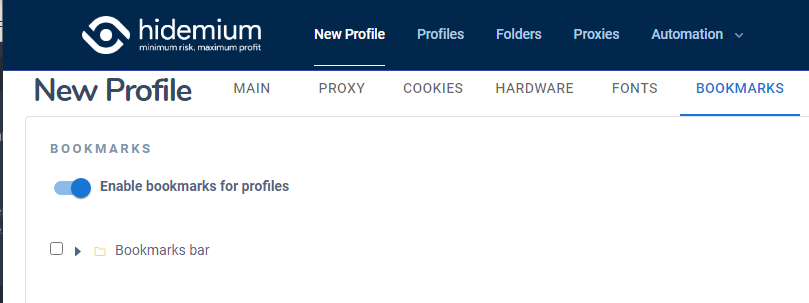 hidemium
minimum risk, maximum profit
New Profile Profiles Folders Proxies Automation
New Profile MAIN PROXY COOKIES HARDWARE FONTS BOOKMARKS
BOOKMARKS
Enable bookmarks for profiles
Bookmarks bar